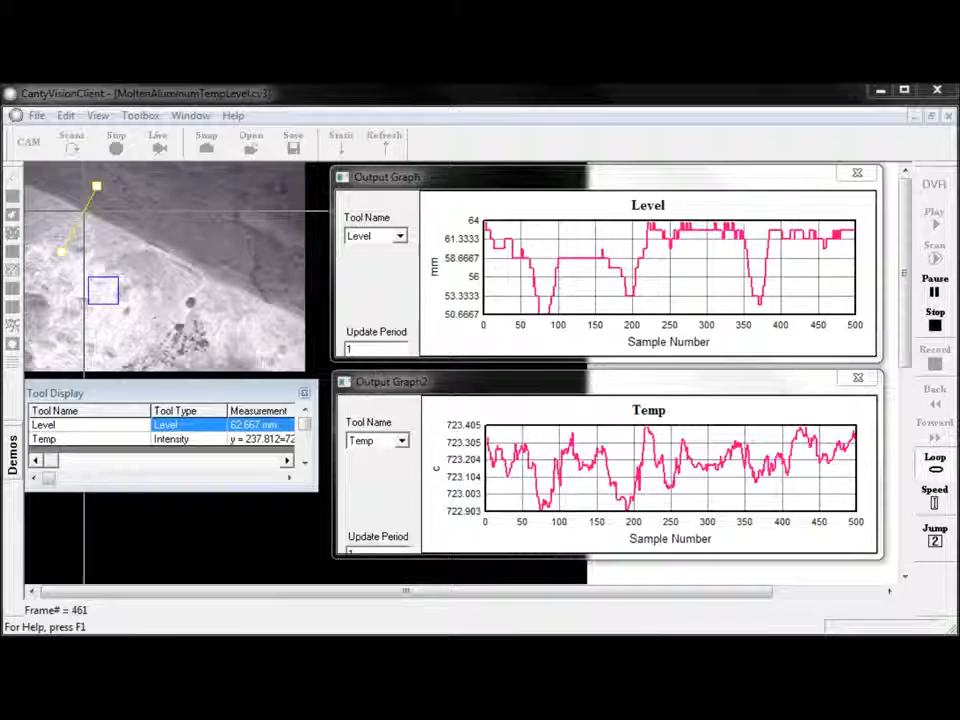 CantyVisionClient - [MoltenAluminumTempLevel.cv3]
File Edit View Toolbox Window Help
CAM Scans Stop Live Snap Open Save Static Refresh
Output Graph
Tool Name
Level
Update Period
1
Level
mm
64
61.3333
58.6667
56
53.3333
50.6667
0 50 100 150 200 250 300 350 400 450 500
Sample Number
DVR
Play
Scan
Pause
Stop
Record
Back
Forward
Loop
Speed
Jump
2
Demos
Tool Display
Tool Name Tool Type Measurement
Level Level 62.667 mm
Temp Intensity y = 237.812=72
Output Graph2
Tool Name
Temp
Update Period
Temp
c
723.405
723.305
723.204
723.104
723.003
722.903
0 50 100 150 200 250 300 350 400 450 500
Sample Number
Frame# = 461
For Help, press F1